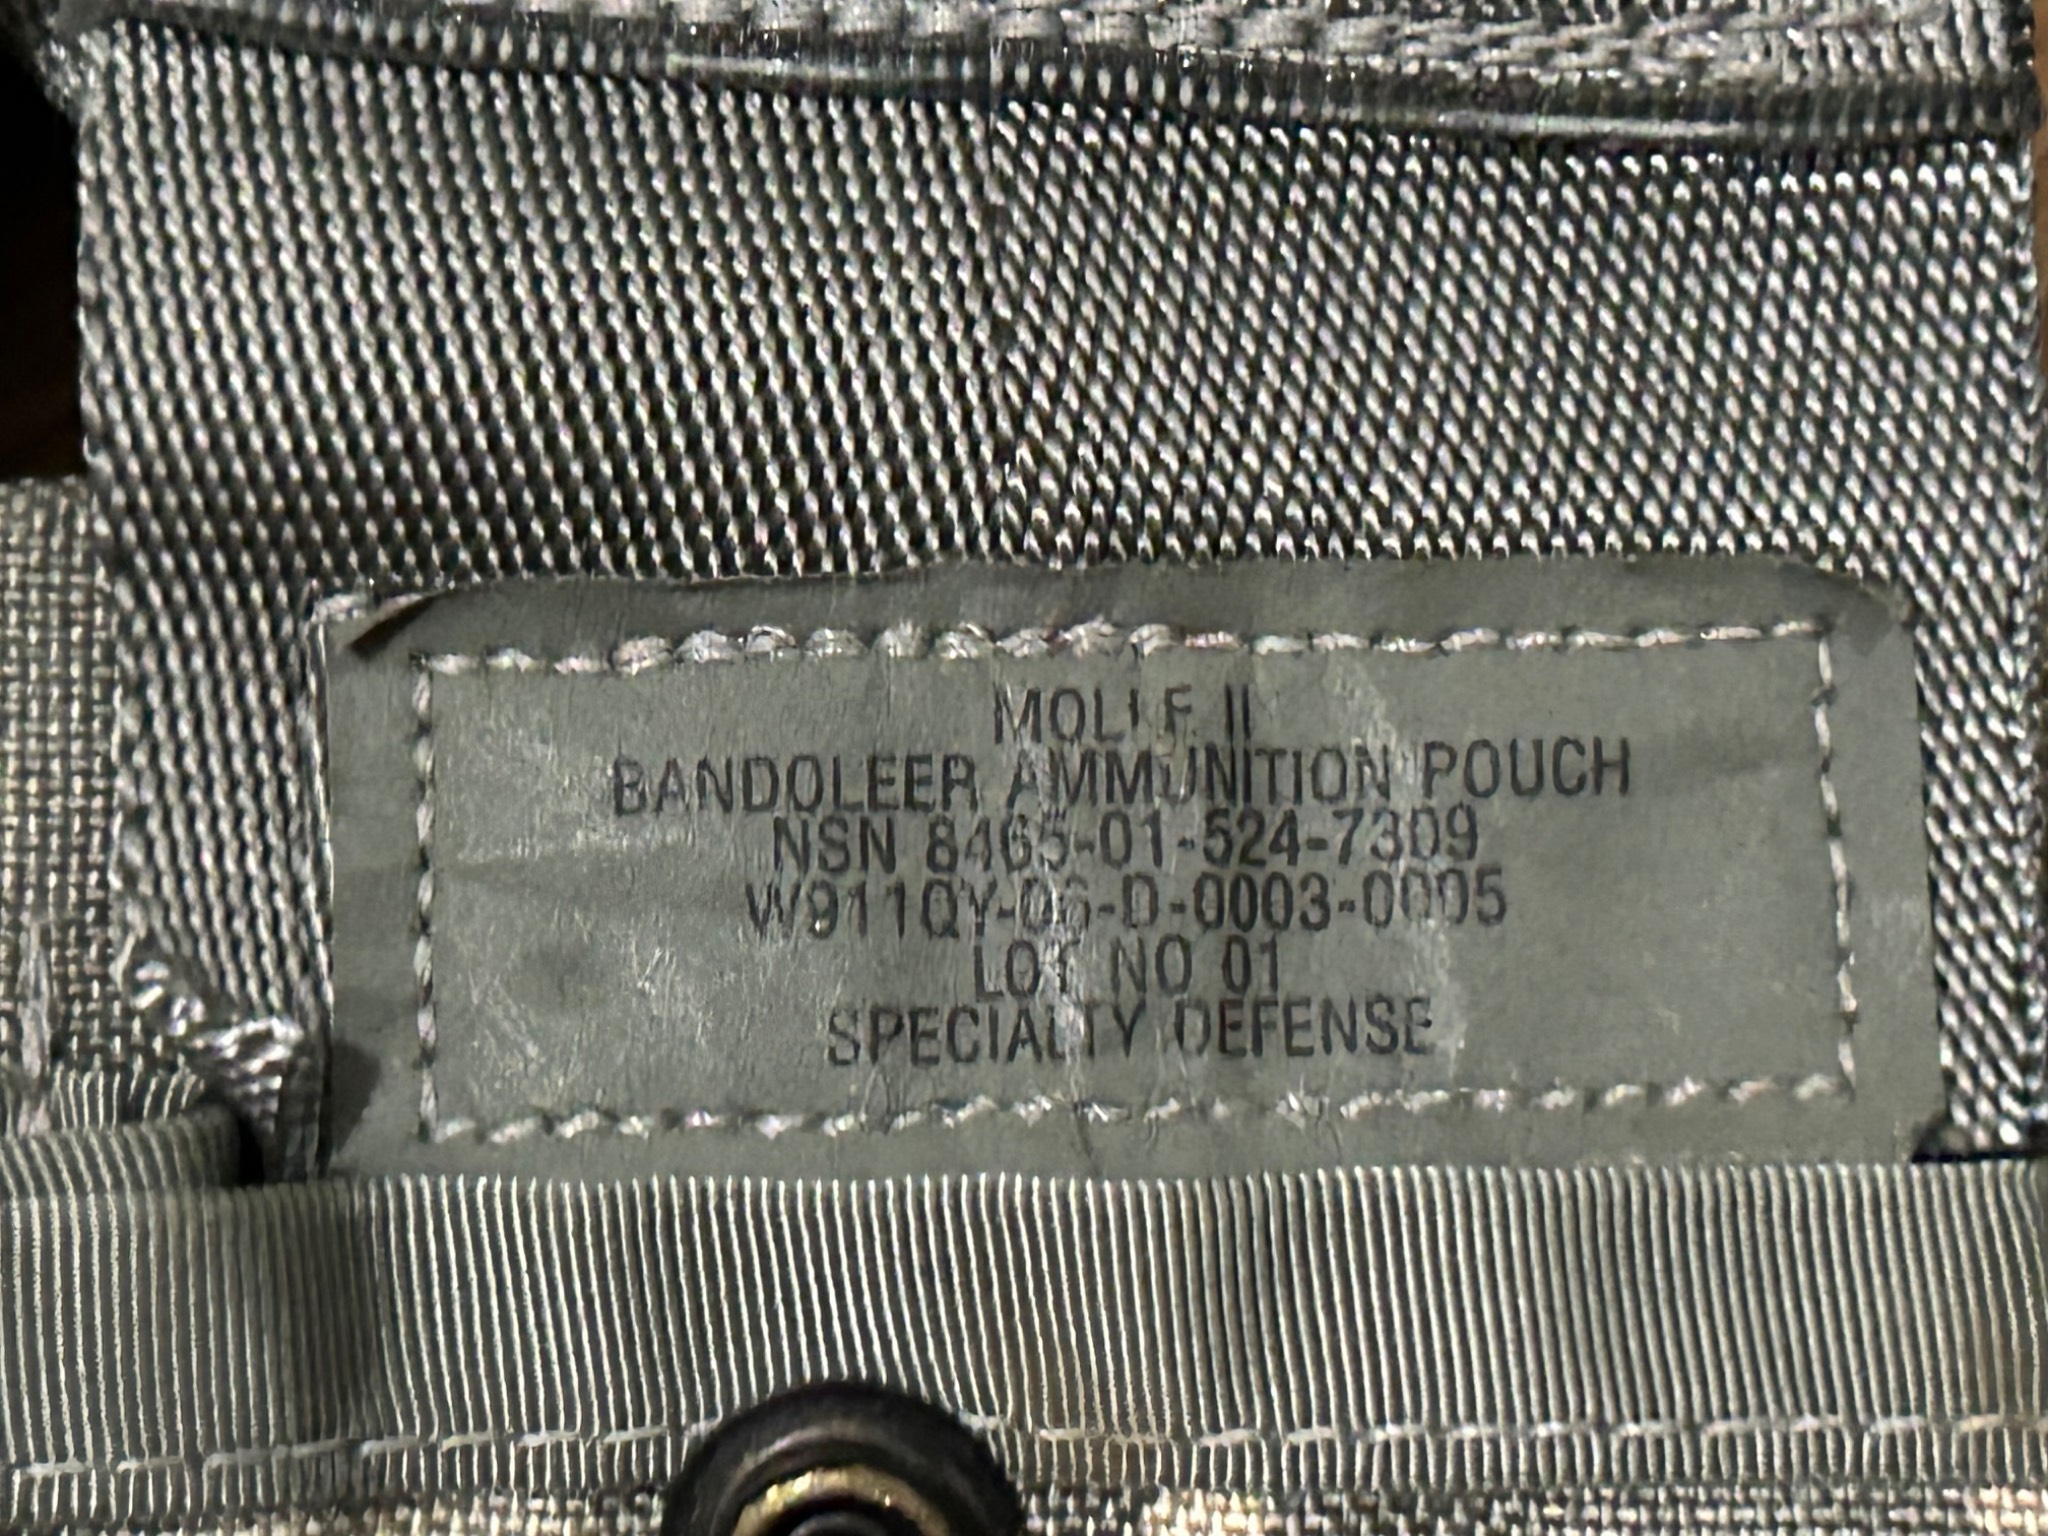 MOLLE II
BANDOLEER AMMUNITION POUCH
NSN 8465-01-524-7309
W911QY-06-D-0003-0005
LOT NO 01
SPECIALTY DEFENSE